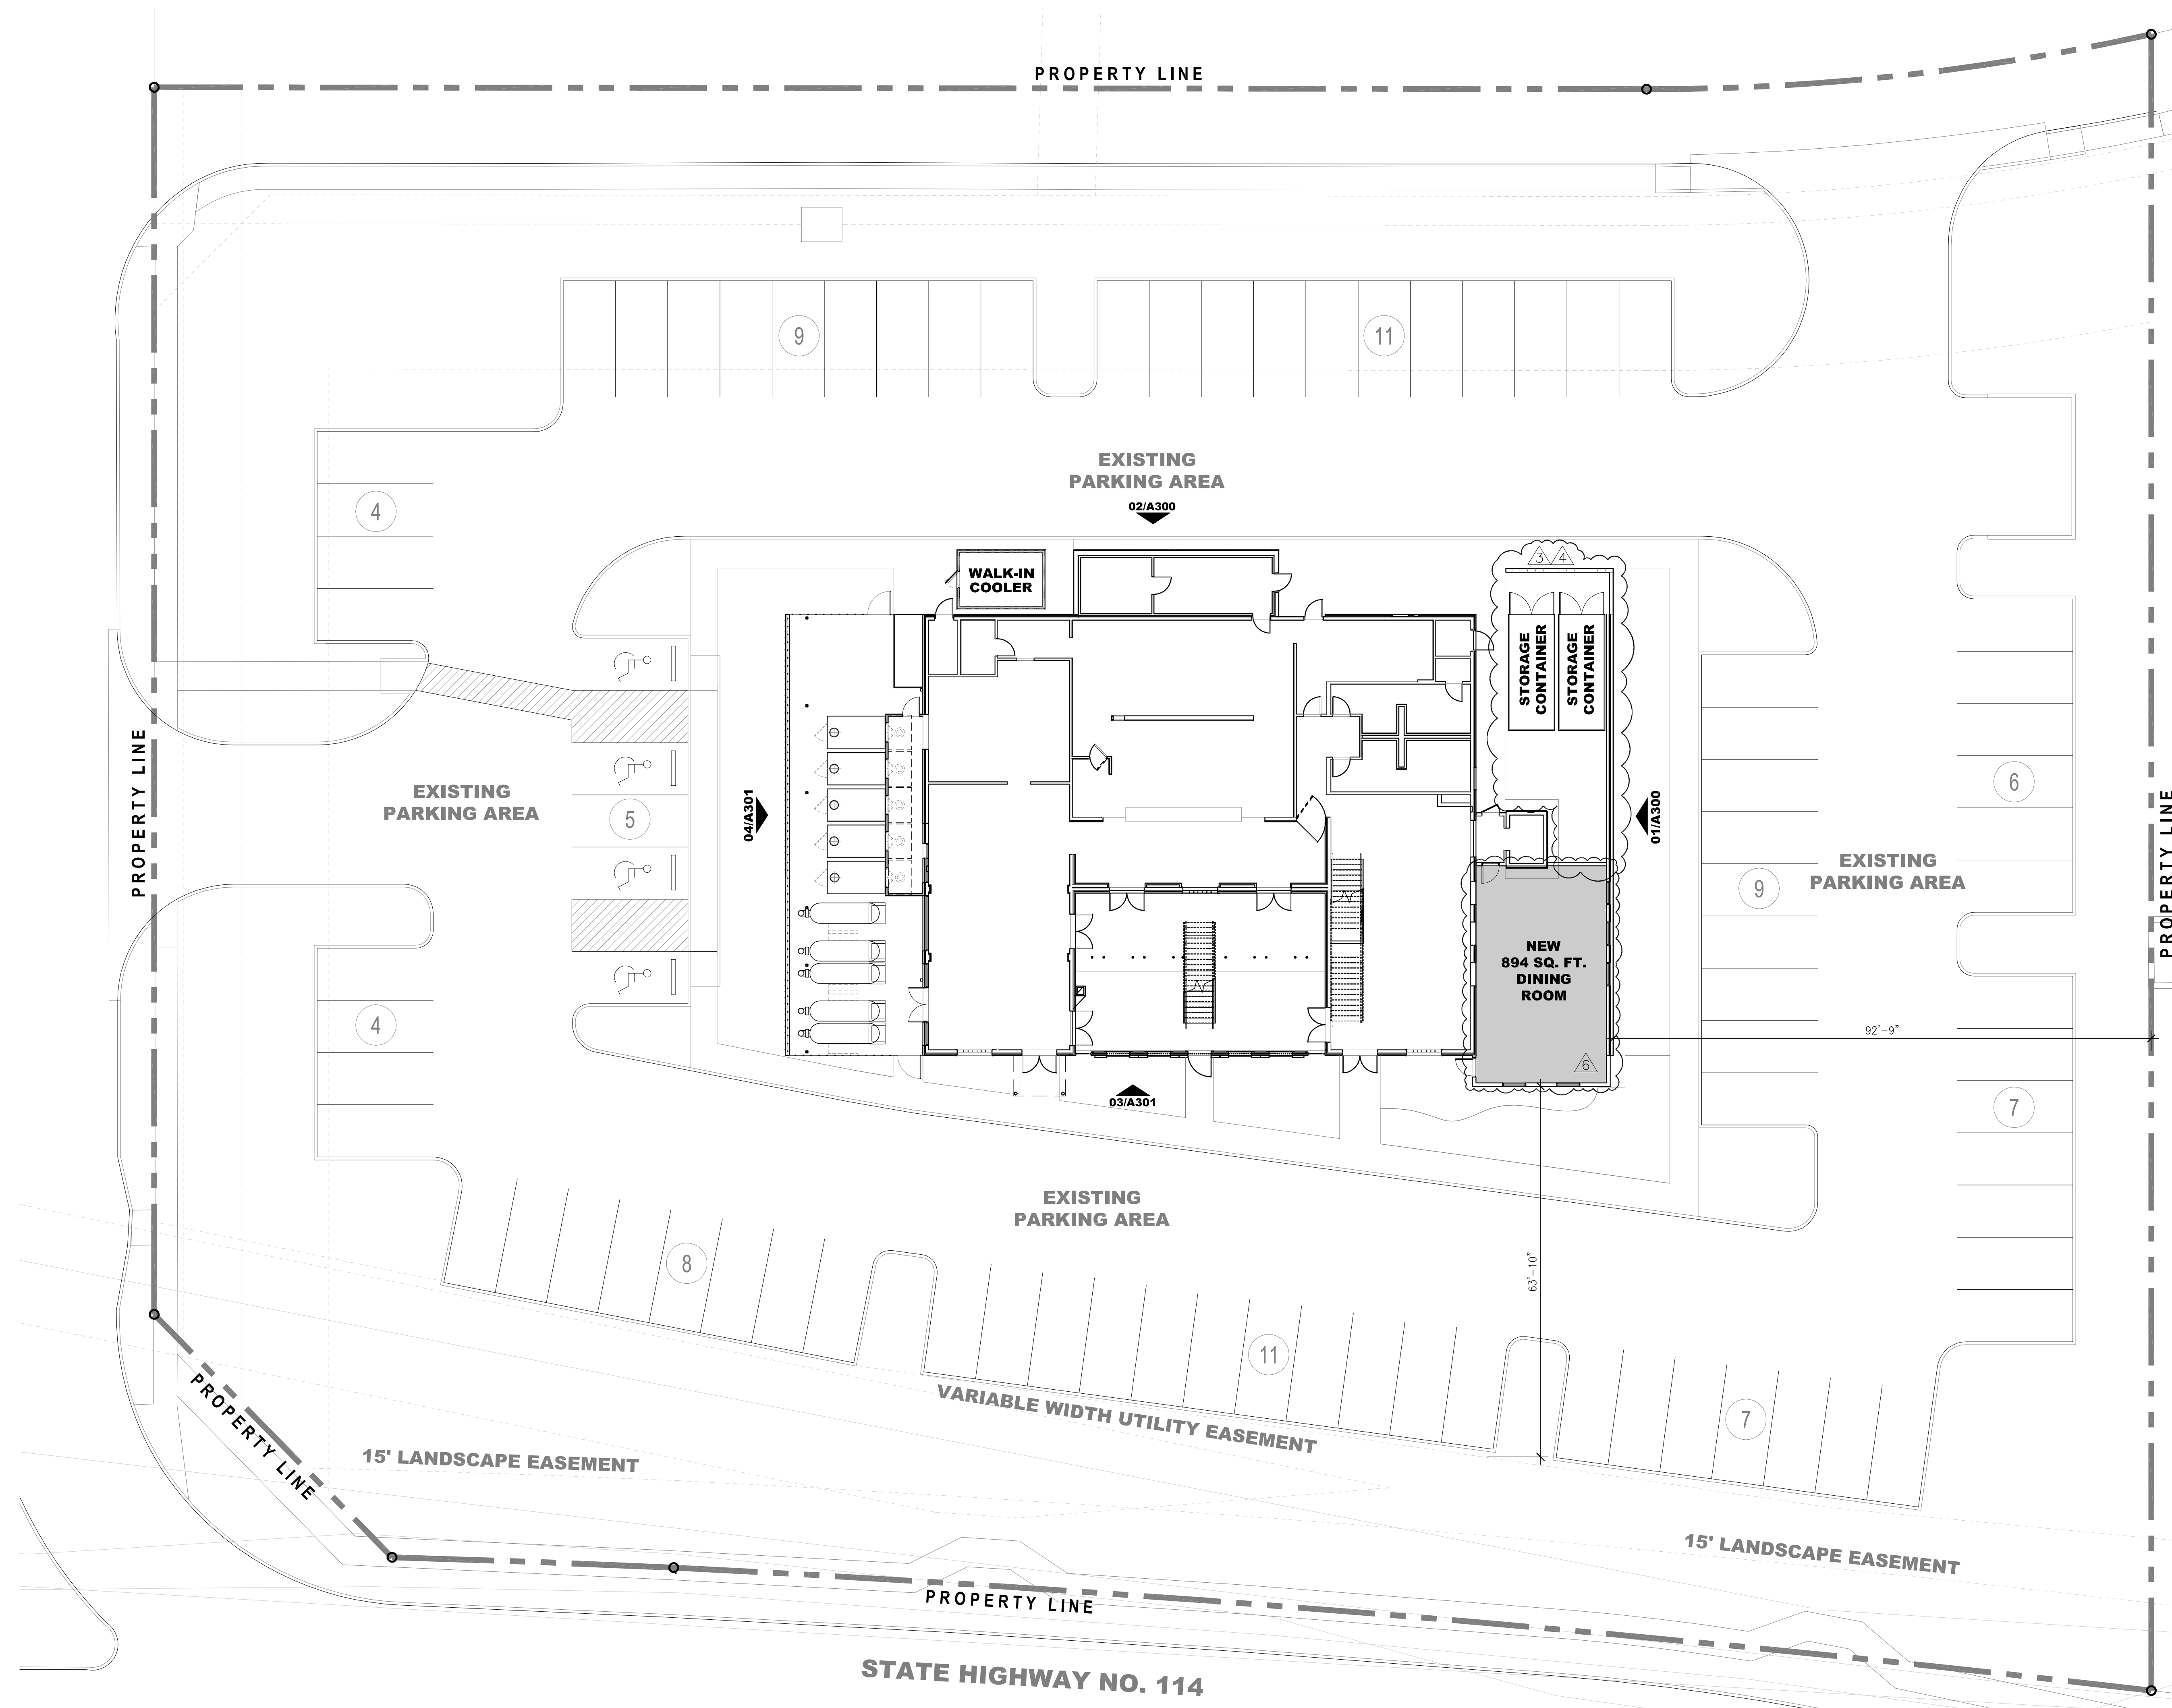 PROPERTY LINE
9
11
EXISTING
PARKING AREA
02/A300
4
WALK-IN
COOLER
3
4
STORAGE
CONTAINER
STORAGE
CONTAINER
PROPERTY LINE
EXISTING
PARKING AREA
5
04/A301
01/A300
6
EXISTING
PARKING AREA
9
PROPERTY LINE
NEW
894 SQ. FT.
DINING
ROOM
6
92'-9"
4
7
03/A301
EXISTING
PARKING AREA
8
63'-10"
11
7
VARIABLE WIDTH UTILITY EASEMENT
PROPERTY LINE
15' LANDSCAPE EASEMENT
15' LANDSCAPE EASEMENT
PROPERTY LINE
STATE HIGHWAY NO. 114